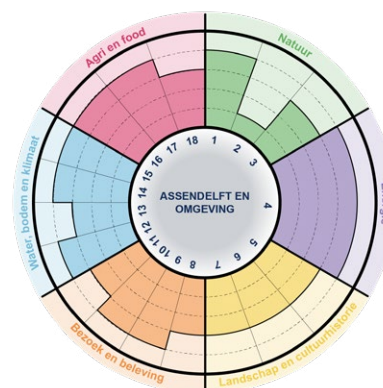 Agri en food
Natuur
Water, bodem en klimaat
Bezoek en beleving
Landschap en cultuurhistorie
ASSENDELFT EN
OMGEVING
1
2
3
4
5
6
7
8
9
10
11
12
13
14
15
16
17
18